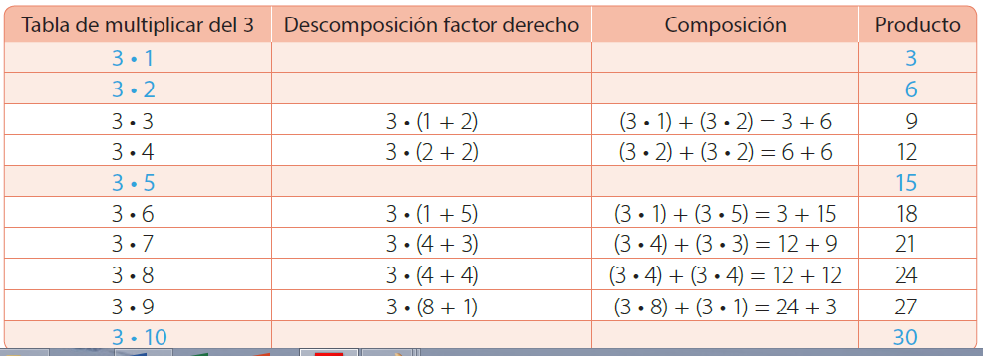 Tabla de multiplicar del 3 Descomposición factor derecho Composición Producto
3 • 1 3
3 • 2 6
3 • 3 3 • (1 + 2) (3 • 1) + (3 • 2) − 3 + 6 9
3 • 4 3 • (2 + 2) (3 • 2) + (3 • 2) = 6 + 6 12
3 • 5 15
3 • 6 3 • (1 + 5) (3 • 1) + (3 • 5) = 3 + 15 18
3 • 7 3 • (4 + 3) (3 • 4) + (3 • 3) = 12 + 9 21
3 • 8 3 • (4 + 4) (3 • 4) + (3 • 4) = 12 + 12 24
3 • 9 3 • (8 + 1) (3 • 8) + (3 • 1) = 24 + 3 27
3 • 10 30